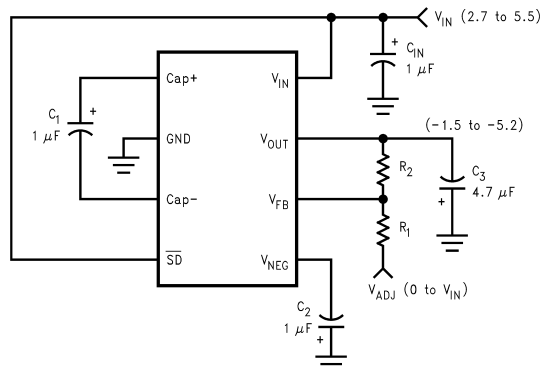 V_IN (2.7 to 5.5)
+
C_IN
1 μF
Cap+
V_IN
C_1
+
1 μF
GND
V_OUT
(−1.5 to −5.2)
R_2
C_3
4.7 μF
+
Cap−
V_FB
R_1
S̅D̅
V_NEG
V_ADJ (0 to V_IN)
C_2
1 μF
+